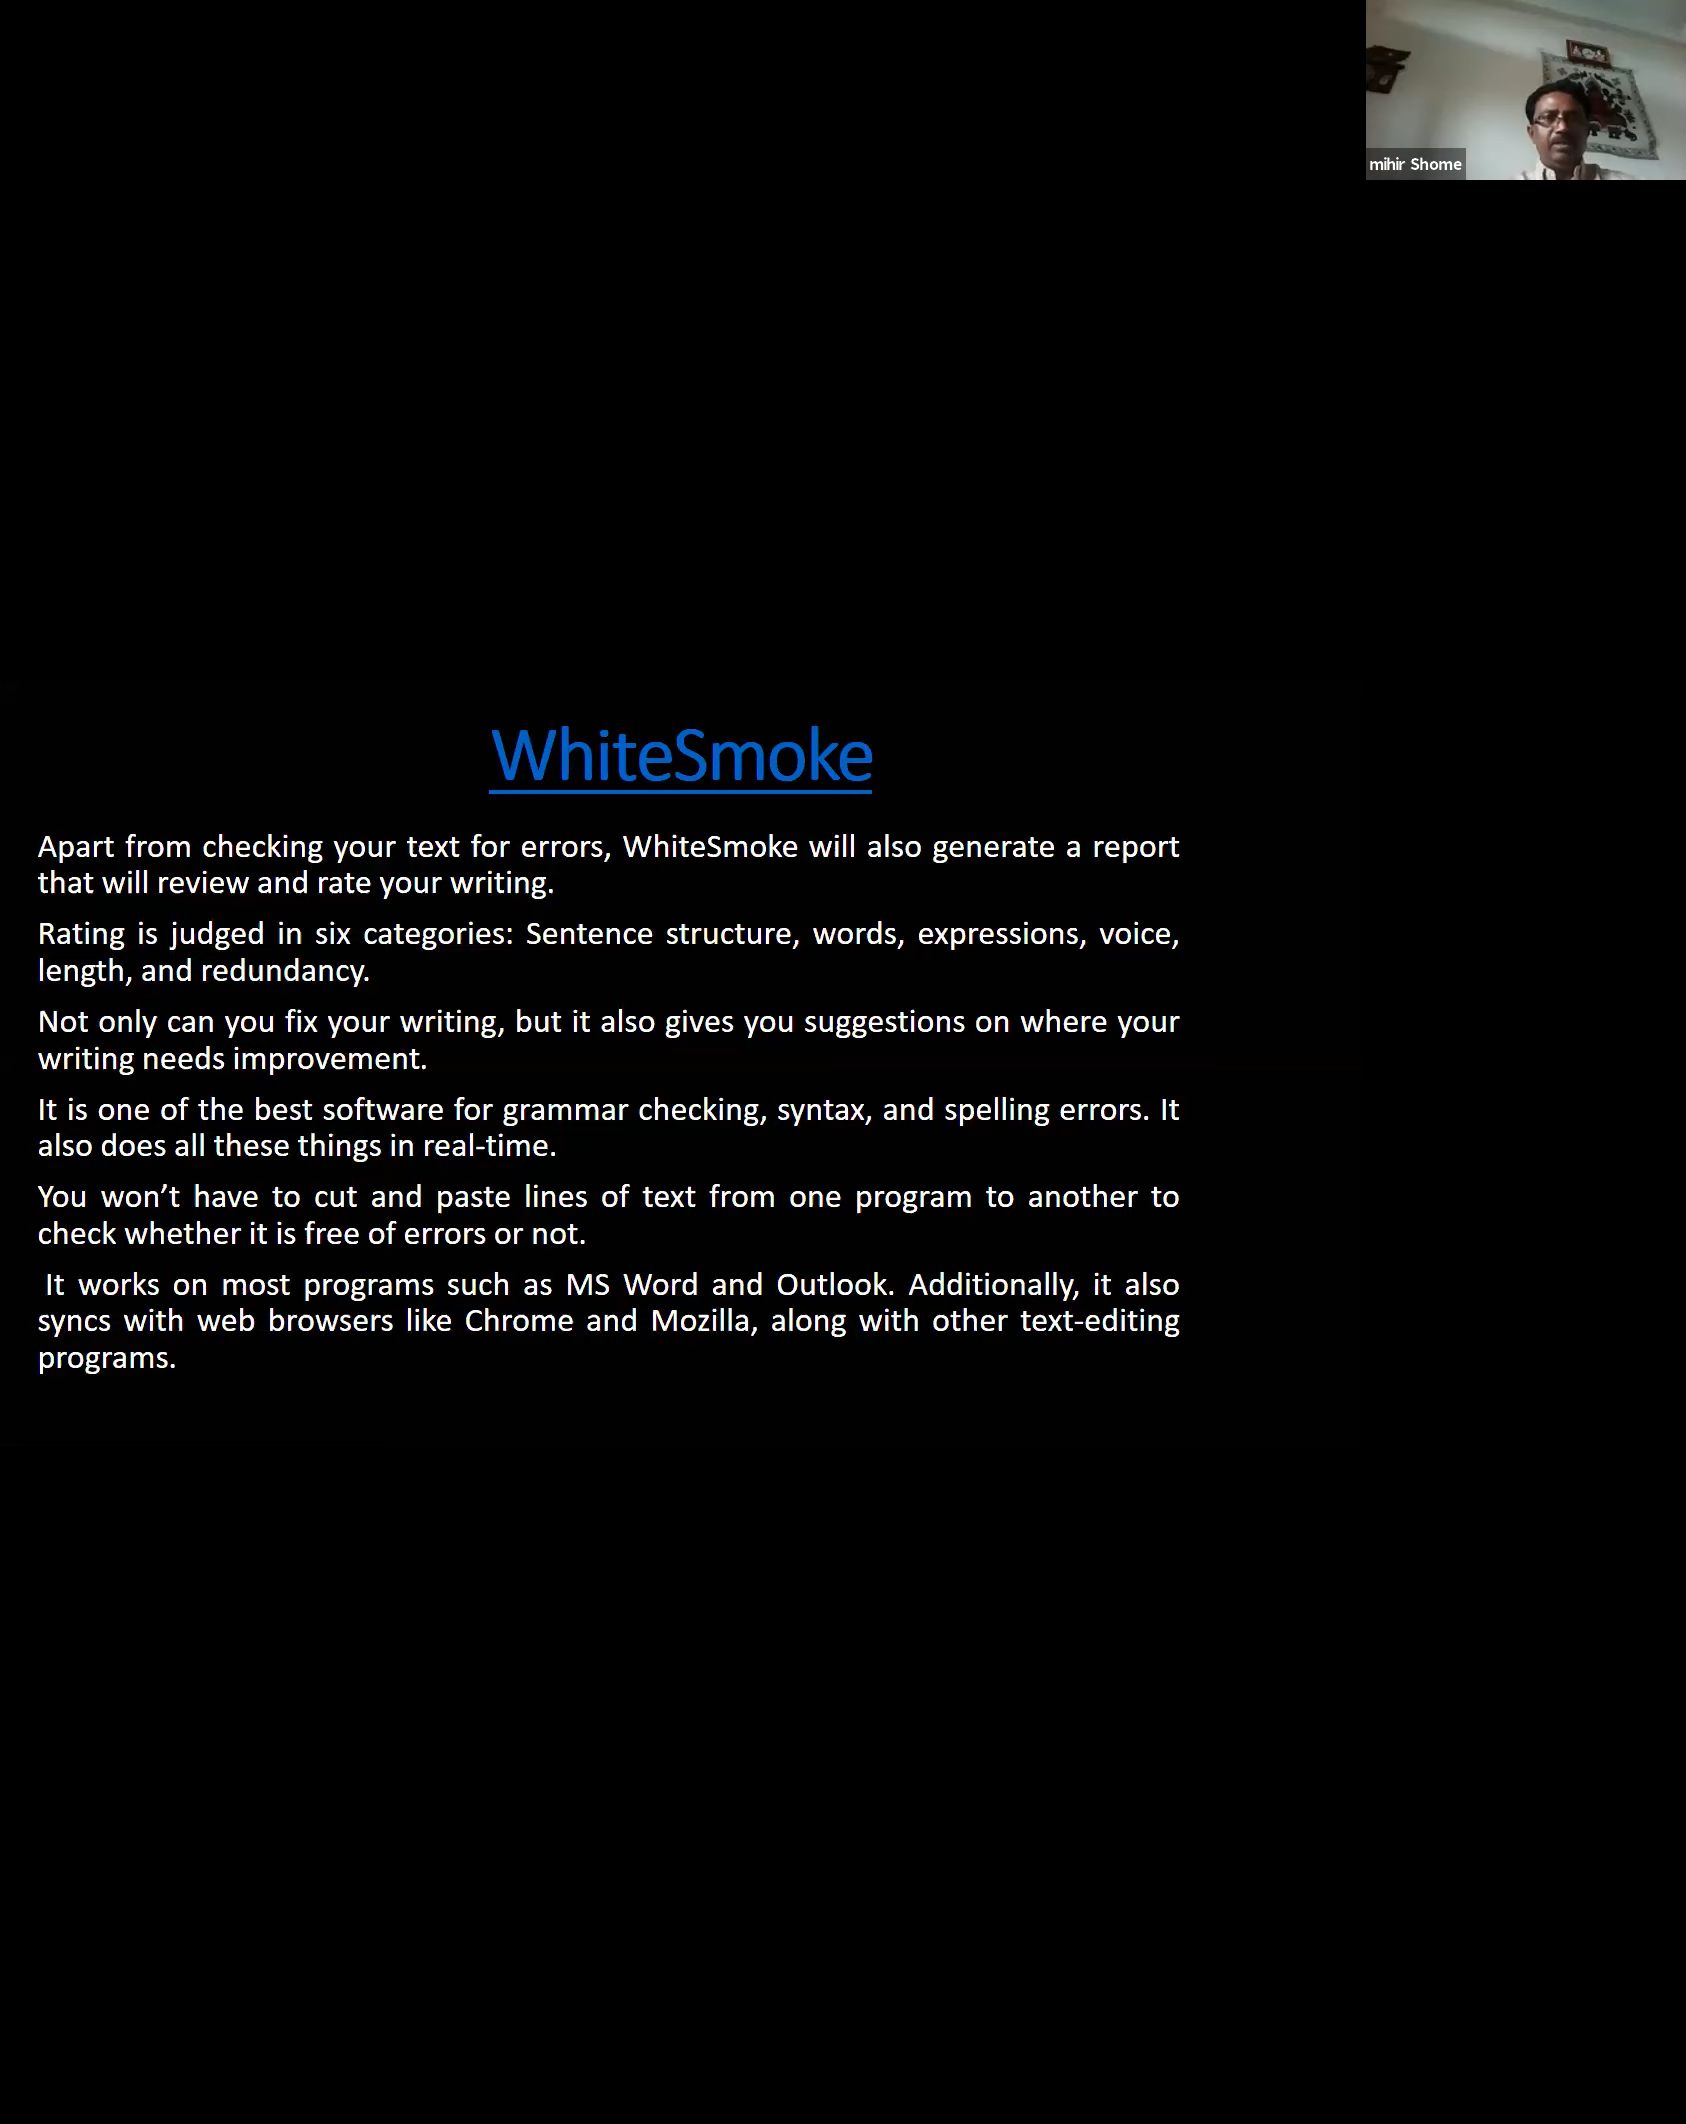 mihir Shome
WhiteSmoke
Apart from checking your text for errors, WhiteSmoke will also generate a report
that will review and rate your writing.
Rating is judged in six categories: Sentence structure, words, expressions, voice,
length, and redundancy.
Not only can you fix your writing, but it also gives you suggestions on where your
writing needs improvement.
It is one of the best software for grammar checking, syntax, and spelling errors. It
also does all these things in real-time.
You won’t have to cut and paste lines of text from one program to another to
check whether it is free of errors or not.
It works on most programs such as MS Word and Outlook. Additionally, it also
syncs with web browsers like Chrome and Mozilla, along with other text-editing
programs.